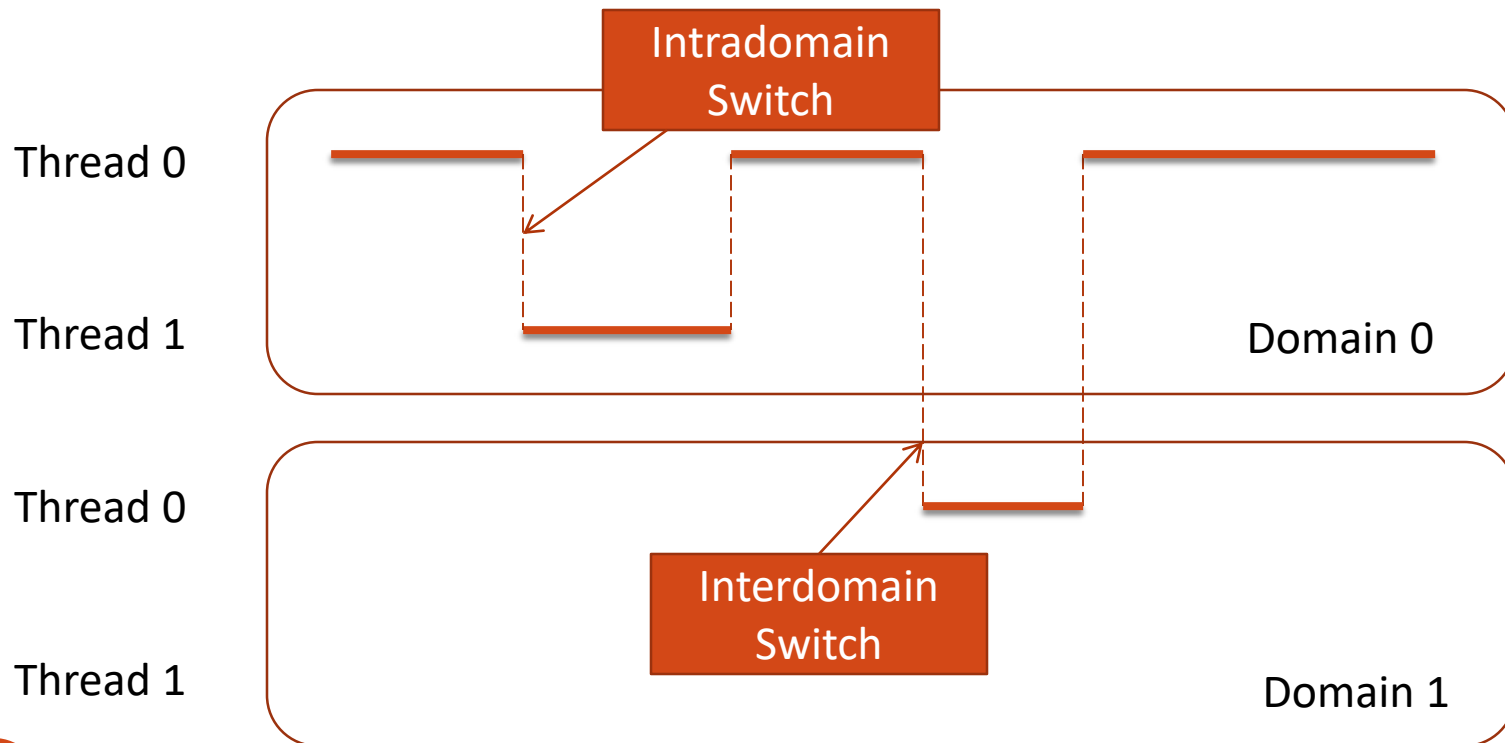 Intradomain
Switch
Thread 0
Thread 1
Domain 0
Thread 0
Interdomain
Switch
Thread 1
Domain 1